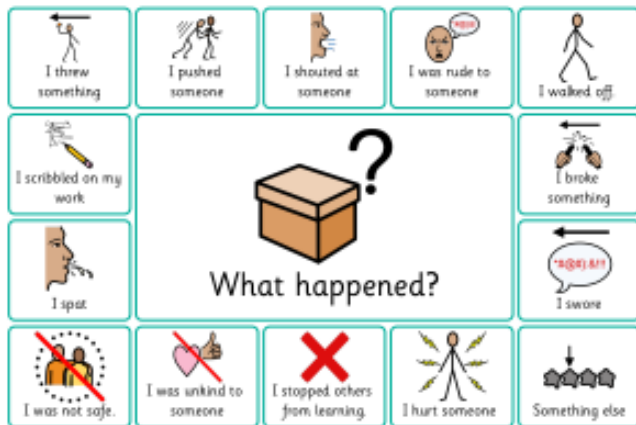 I threw
something
I pushed
someone
I shouted at
someone
I was rude to
someone
I walked off.
I scribbled on my
work
What happened?
I broke
something
I spat
I swore
I was not safe.
I was unkind to
someone
I stopped others
from learning.
I hurt someone
Something else